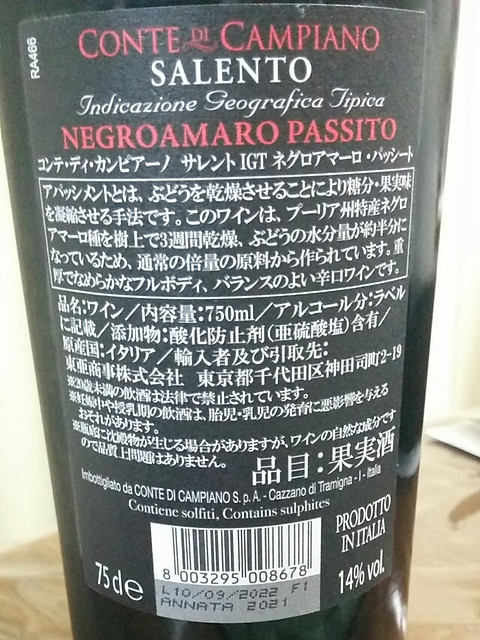 RA466
CONTE DI CAMPIANO
SALENTO
Indicazione Geografica Tipica
NEGROAMARO PASSITO
コンテ・ディ・カンピアーノ サレント IGT ネグロアマーロ・パッシート
アパッシメントとは、ぶどうを乾燥させることにより糖分・果実味
を凝縮させる手法です。このワインは、プーリア州特産ネグロ
アマーロ種を樹上で3週間乾燥、ぶどうの水分量が約半分に
なっているため、通常の倍量の原料から作られています。重
厚でなめらかなフルボディ、バランスのよい辛口ワインです。
品名:ワイン/内容量:750ml/アルコール分:ラベル
に記載/添加物:酸化防止剤(亜硫酸塩)含有/
原産国:イタリア/輸入者及び引取先:
東亜商事株式会社 東京都千代田区神田司町2-19
※20歳未満の飲酒は法律で禁止されています。
※妊娠中や授乳期の飲酒は、胎児・乳児の発育に悪影響を与える
おそれがあります。
※瓶底に沈殿物が生じる場合がありますが、ワインの自然な成分です
ので品質上問題はありません。
品目:果実酒
Imbottigliato da CONTE DI CAMPIANO S.p.A. - Cazzano di Tramigna - I - Italia
Contiene solfiti, Contains sulphites
PRODOTTO
IN ITALIA
8 003295 008678
75 cl e
L10/09/2022 F1
ANNATA 2021
14% vol.